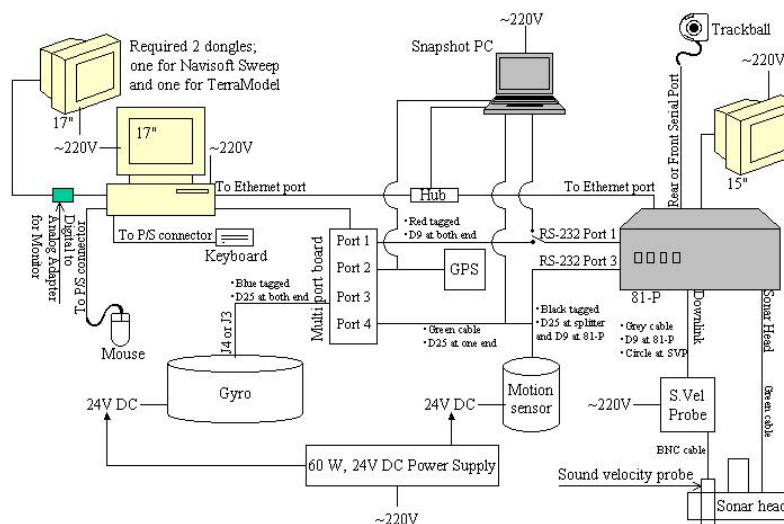 ~220V
Snapshot PC
Trackball
Required 2 dongles;
one for Navisoft Sweep
and one for TerraModel
17"
~220V
17"
~220V
~220V
15"
Rear or Front Serial Port
To Ethernet port
Hub
To Ethernet port
Digital to
Analog Adapter
for Monitor
To P/S connector
To P/S connector
Keyboard
Mouse
Multi port board
Port 1
Port 2
Port 3
Port 4
•Red tagged
•D9 at both end
GPS
RS-232 Port 1
RS-232 Port 3
81-P
•Blue tagged
•D25 at both end
J4 or J3
•Green cable
•D25 at one end
•Black tagged
•D25 at splitter
and D9 at 81-P
•Grey cable
•D9 at 81-P
•Circle at SVP
Downlink
Sonar Head
Green cable
Gyro
24V DC
Motion
sensor
24V DC
~220V
S.Vel
Probe
BNC cable
60 W, 24V DC Power Supply
~220V
Sound velocity probe
Sonar head